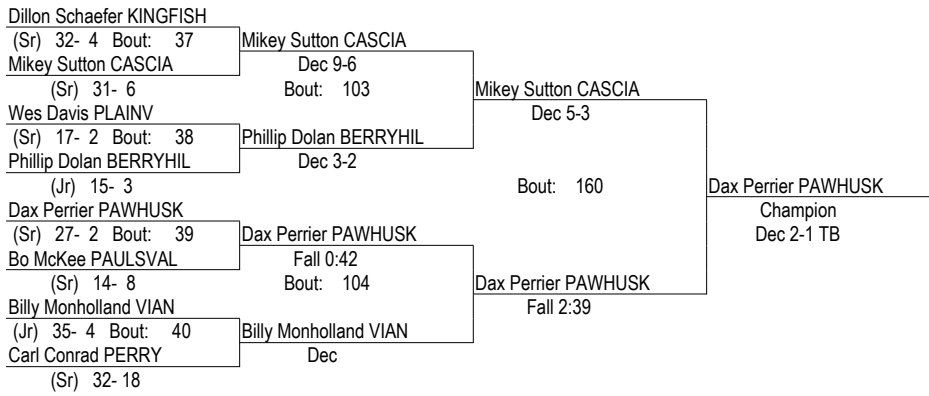 Dillon Schaefer KINGFISH
(Sr) 32- 4 Bout: 37
Mikey Sutton CASCIA
Mikey Sutton CASCIA
Dec 9-6
(Sr) 31- 6
Bout: 103
Mikey Sutton CASCIA
Wes Davis PLAINV
Dec 5-3
(Sr) 17- 2 Bout: 38
Phillip Dolan BERRYHIL
Phillip Dolan BERRYHIL
Dec 3-2
(Jr) 15- 3
Bout: 160
Dax Perrier PAWHUSK
Dax Perrier PAWHUSK
Champion
(Sr) 27- 2 Bout: 39
Dax Perrier PAWHUSK
Dec 2-1 TB
Bo McKee PAULSVAL
Fall 0:42
(Sr) 14- 8
Bout: 104
Dax Perrier PAWHUSK
Billy Monholland VIAN
Fall 2:39
(Jr) 35- 4 Bout: 40
Billy Monholland VIAN
Carl Conrad PERRY
Dec
(Sr) 32- 18